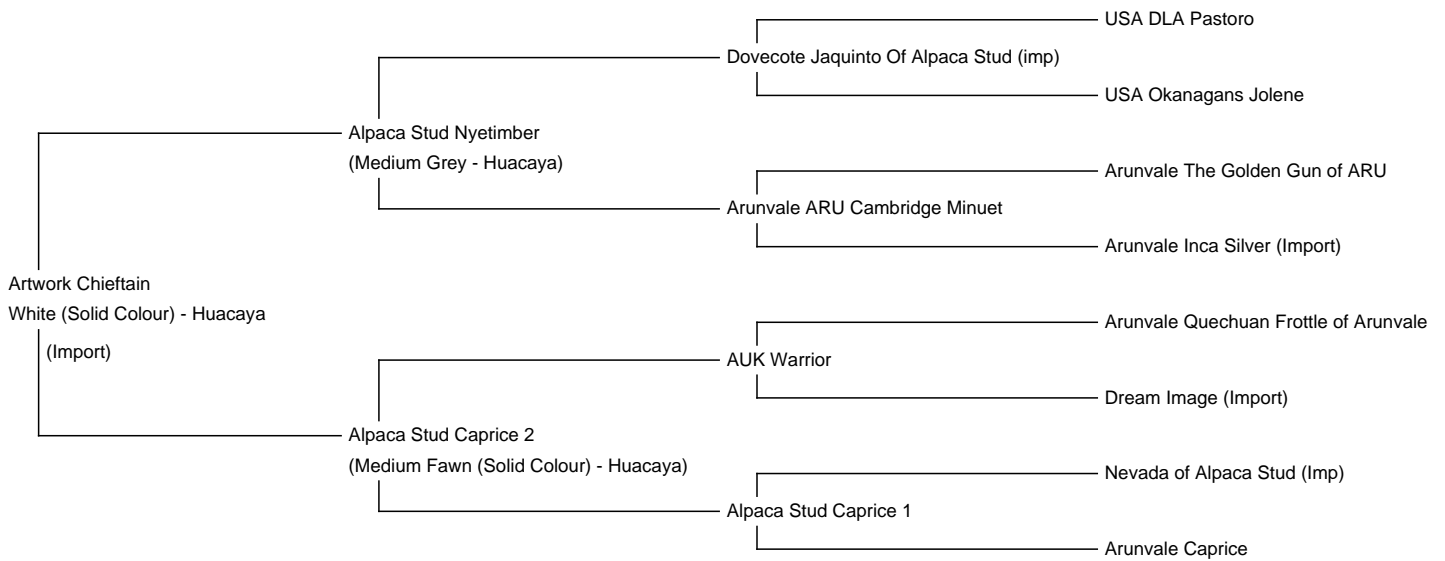 USA DLA Pastoro
Dovecote Jaquinto Of Alpaca Stud (imp)
USA Okanagans Jolene
Alpaca Stud Nyetimber
(Medium Grey - Huacaya)
Arunvale The Golden Gun of ARU
Arunvale ARU Cambridge Minuet
Arunvale Inca Silver (Import)
Artwork Chieftain
White (Solid Colour) - Huacaya
(Import)
Arunvale Quechuan Frottle of Arunvale
AUK Warrior
Dream Image (Import)
Alpaca Stud Caprice 2
(Medium Fawn (Solid Colour) - Huacaya)
Nevada of Alpaca Stud (Imp)
Alpaca Stud Caprice 1
Arunvale Caprice